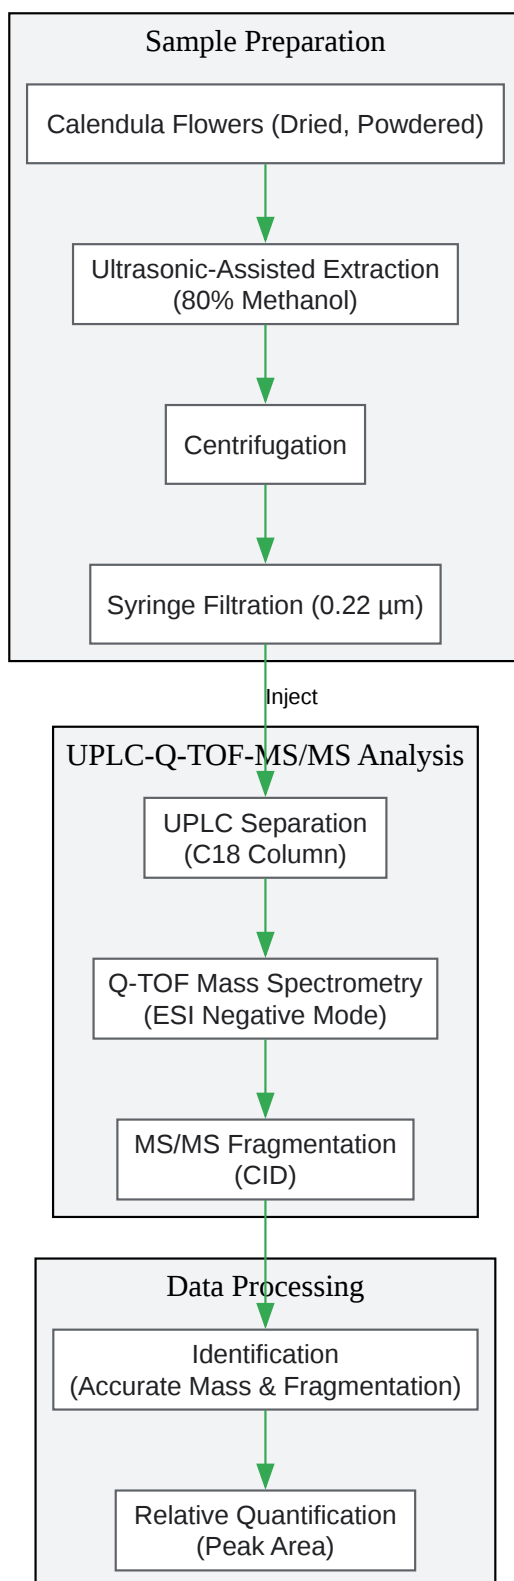 Sample Preparation
Calendula Flowers (Dried, Powdered)
Ultrasonic-Assisted Extraction
(80% Methanol)
Centrifugation
Syringe Filtration (0.22 µm)
Inject
UPLC-Q-TOF-MS/MS Analysis
UPLC Separation
(C18 Column)
Q-TOF Mass Spectrometry
(ESI Negative Mode)
MS/MS Fragmentation
(CID)
Data Processing
Identification
(Accurate Mass & Fragmentation)
Relative Quantification
(Peak Area)